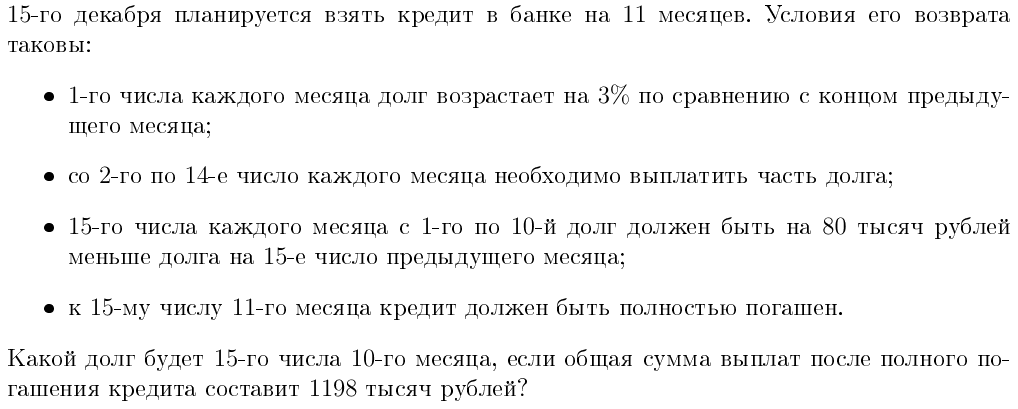 15-го декабря планируется взять кредит в банке на 11 месяцев. Условия его возврата
таковы:
• 1-го числа каждого месяца долг возрастает на 3% по сравнению с концом предыду-
щего месяца;
• со 2-го по 14-е число каждого месяца необходимо выплатить часть долга;
• 15-го числа каждого месяца с 1-го по 10-й долг должен быть на 80 тысяч рублей
меньше долга на 15-е число предыдущего месяца;
• к 15-му числу 11-го месяца кредит должен быть полностью погашен.
Какой долг будет 15-го числа 10-го месяца, если общая сумма выплат после полного по-
гашения кредита составит 1198 тысяч рублей?